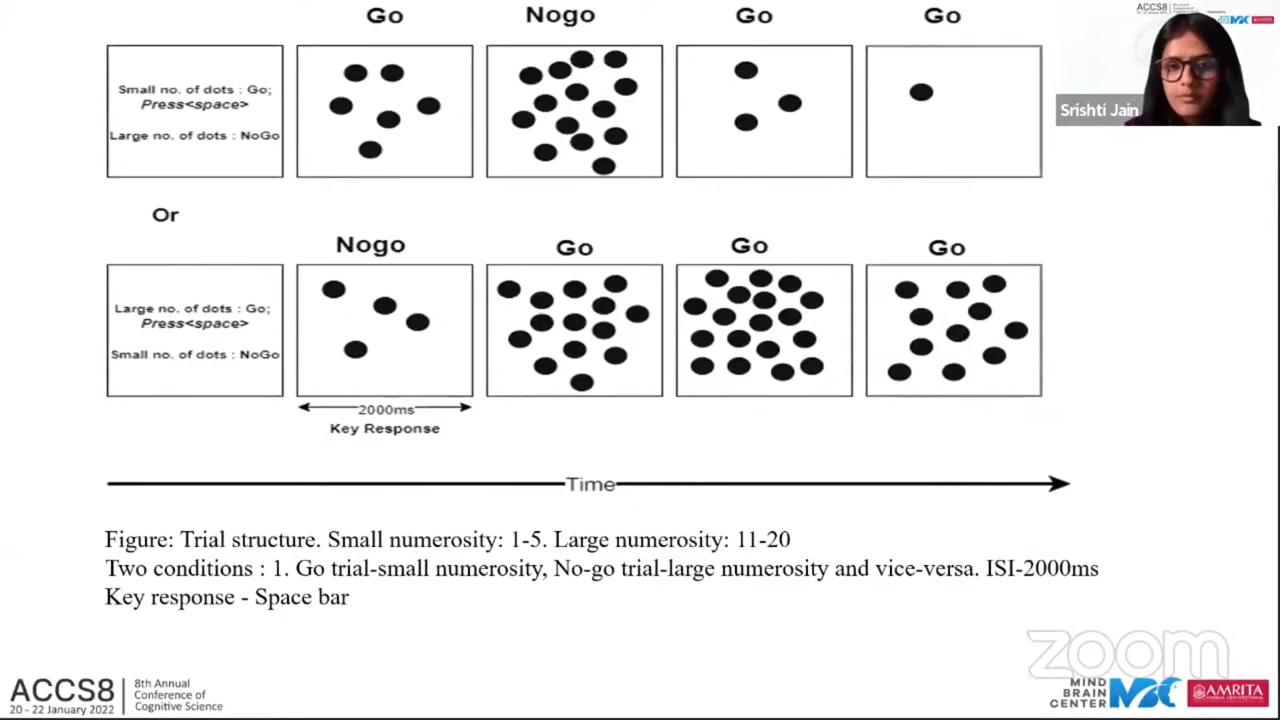 Go
Nogo
Go
Go
ACCS8
Srishti Jain
Small no. of dots : Go;
Press<space>
Large no. of dots : NoGo
Or
Nogo
Go
Go
Go
Large no. of dots : Go;
Press<space>
Small no. of dots : NoGo
2000ms
Key Response
Time
Figure: Trial structure. Small numerosity: 1-5. Large numerosity: 11-20
Two conditions : 1. Go trial-small numerosity, No-go trial-large numerosity and vice-versa. ISI-2000ms
Key response - Space bar
zoom
ACCS8
20 - 22 January 2022
8th Annual
Conference of
Cognitive Science
MIND
BRAIN
CENTER
MBC
AMRITA